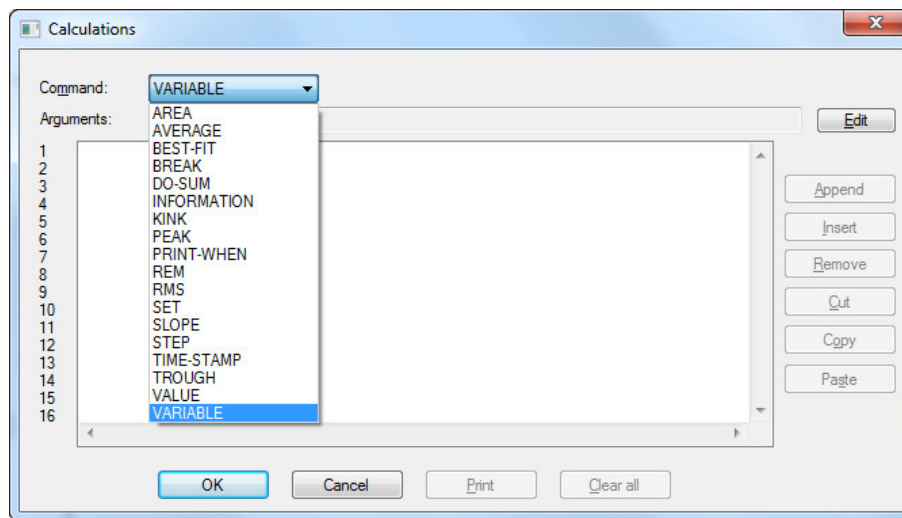 Calculations
X
Command: VARIABLE
Arguments: Edit
AREA
AVERAGE
BEST-FIT
BREAK
DO-SUM
INFORMATION
KINK
PEAK
PRINT-WHEN
REM
RMS
SET
SLOPE
STEP
TIME-STAMP
TROUGH
VALUE
VARIABLE
1
2
3
4
5
6
7
8
9
10
11
12
13
14
15
16
Append
Insert
Remove
Cut
Copy
Paste
OK Cancel Print Clear all